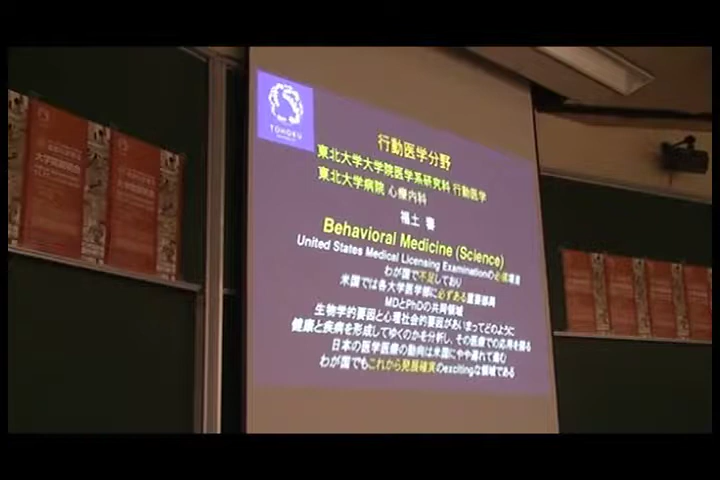 TOHOKU
行動医学分野
東北大学大学院医学系研究科 行動医学
東北大学病院 心療内科
福土 審
Behavioral Medicine (Science)
United States Medical Licensing Examinationの必須項目
わが国で不足しており
米国では各大学医学部に必ずある重要部局
MDとPhDの共同領域
生物学的要因と心理社会的要因があいまってどのように
健康と疾病を形成してゆくのかを分析し、その医療での応用を図る
日本の医学医療の動向は米国にやや遅れて進む
わが国でもこれから発展確実のexcitingな領域である